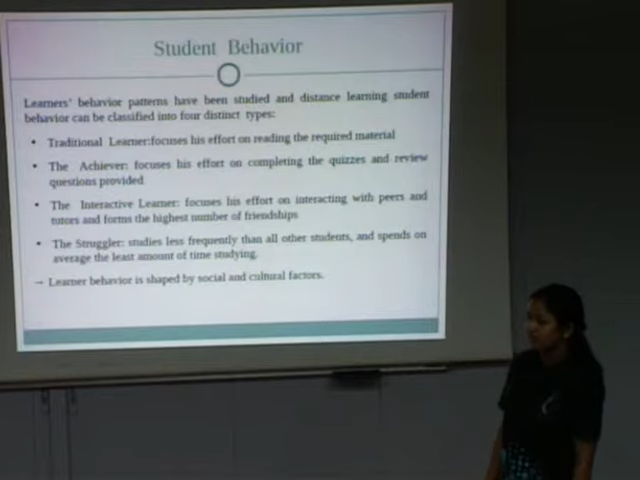 Student Behavior
Learners' behavior patterns have been studied and distance learning student
behavior can be classified into four distinct types:
• Traditional Learner:focuses his effort on reading the required material
• The Achiever: focuses his effort on completing the quizzes and review
questions provided
• The Interactive Learner: focuses his effort on interacting with peers and
tutors and forms the highest number of friendships
• The Struggler: studies less frequently than all other students, and spends on
average the least amount of time studying.
→ Learner behavior is shaped by social and cultural factors.